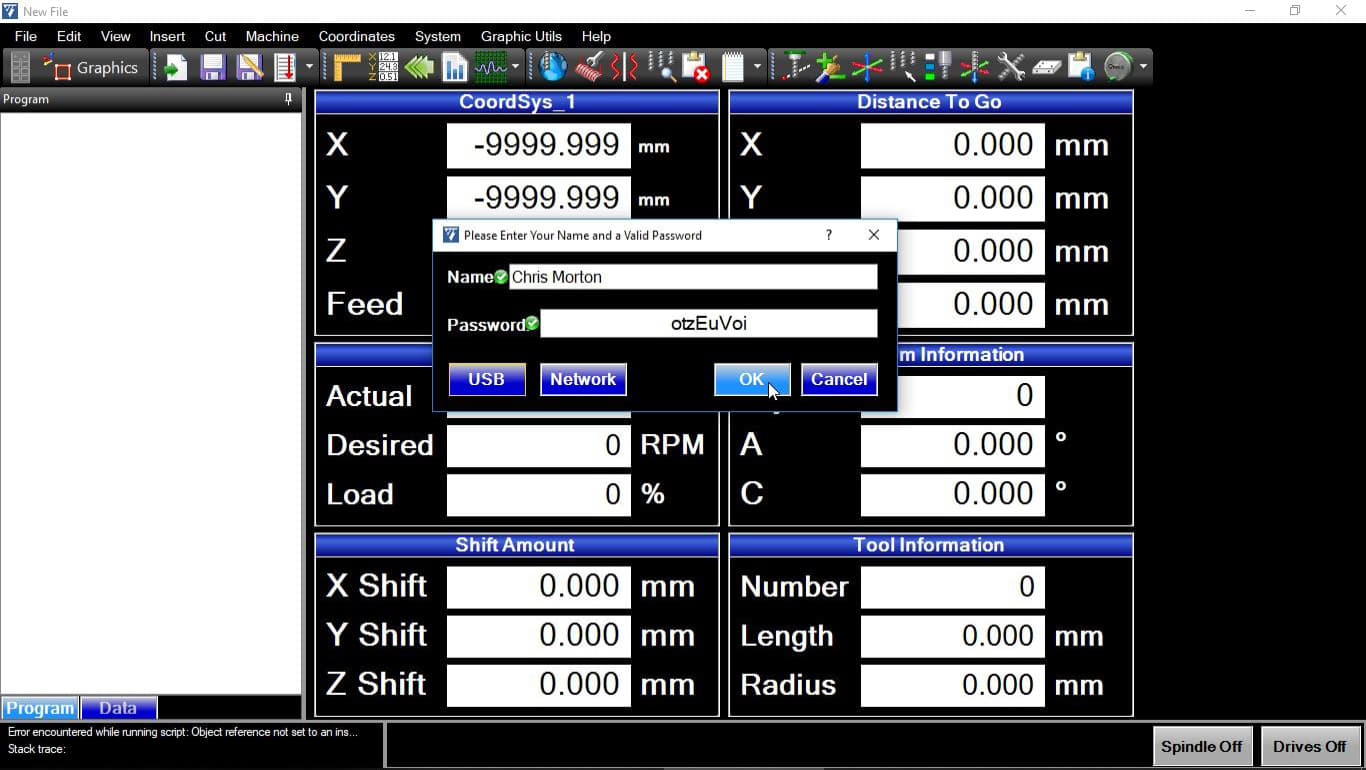 New File
File Edit View Insert Cut Machine Coordinates System Graphic Utils Help
Graphics
Program
CoordSys_1
X -9999.999 mm
Y -9999.999 mm
Z
Feed
Distance To Go
X 0.000 mm
Y 0.000 mm
0.000 mm
0.000 mm
Please Enter Your Name and a Valid Password
Name Chris Morton
Password: otzEuVoi
USB Network OK Cancel
Actual
Desired 0 RPM
Load 0 %
m Information
0
A 0.000 °
C 0.000 °
Shift Amount
X Shift 0.000 mm
Y Shift 0.000 mm
Z Shift 0.000 mm
Tool Information
Number 0
Length 0.000 mm
Radius 0.000 mm
Program Data
Error encountered while running script: Object reference not set to an ins...
Stack trace:
Spindle Off Drives Off